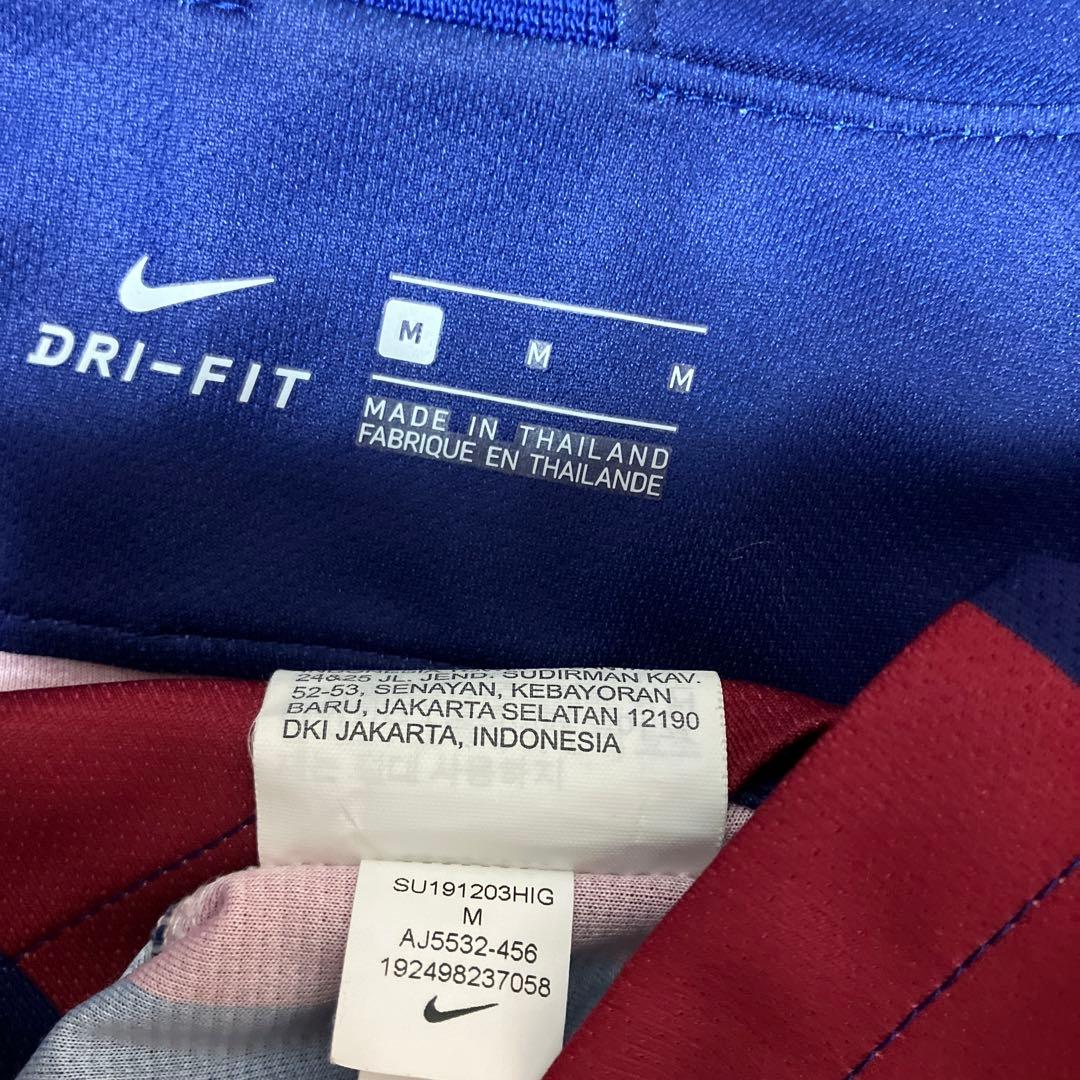 DRI-FIT
M M M
MADE IN THAILAND
FABRIQUE EN THAILANDE
24&25 JL. JEND. SUDIRMAN KAV.
52-53, SENAYAN, KEBAYORAN
BARU, JAKARTA SELATAN 12190
DKI JAKARTA, INDONESIA
SU191203HIG
M
AJ5532-456
192498237058